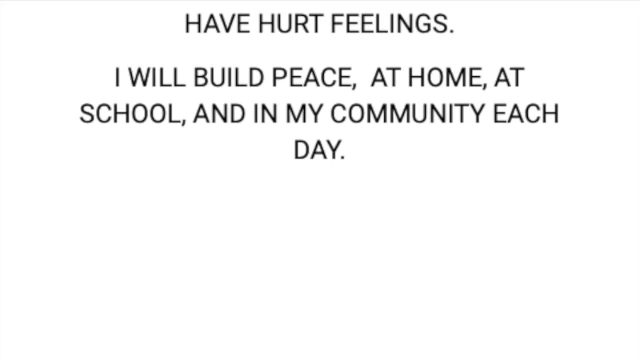 HAVE HURT FEELINGS.
I WILL BUILD PEACE,  AT HOME, AT
SCHOOL, AND IN MY COMMUNITY EACH
DAY.